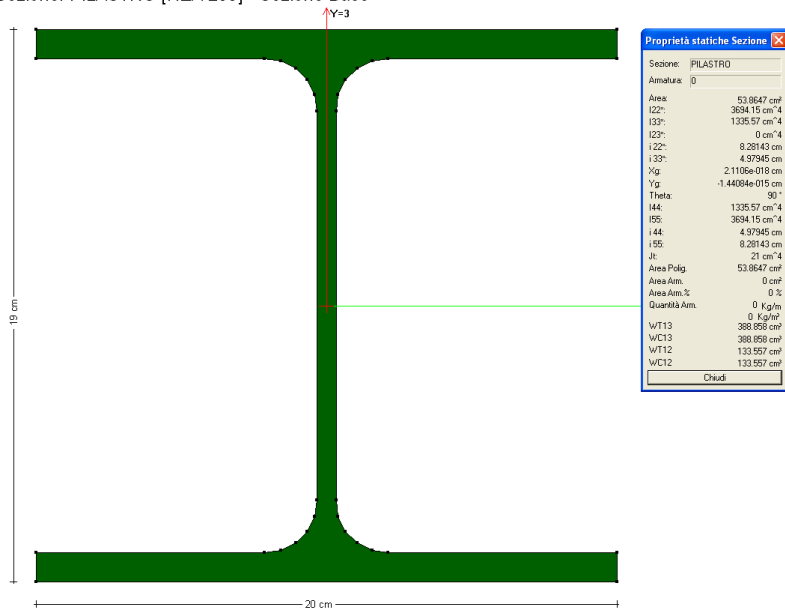 Y=3
19 cm
20 cm
Proprietà statiche Sezione
Sezione: PILASTRO
Armatura: 0
Area: 53.8647 cm²
I22*: 3694.15 cm^4
I33*: 1335.57 cm^4
I23*: 0 cm^4
i 22*: 8.28143 cm
i 33*: 4.97945 cm
Xg: 2.1106e-018 cm
Yg: -1.44084e-015 cm
Theta: 90 °
I44: 1335.57 cm^4
I55: 3694.15 cm^4
i 44: 4.97945 cm
i 55: 8.28143 cm
Jt: 21 cm^4
Area Polig. 53.8647 cm²
Area Arm. 0 cm²
Area Arm.% 0 %
Quantità Arm. 0 Kg/m
0 Kg/m³
WT13 388.858 cm³
WC13 388.858 cm³
WT12 133.557 cm³
WC12 133.557 cm³
Chiudi